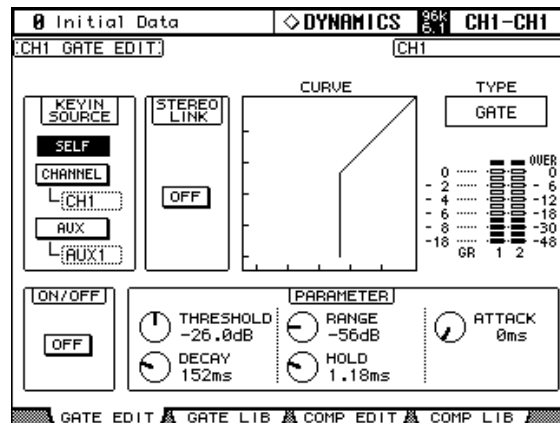 0 Initial Data ◇DYNAMICS 96k 6.1 CH1-CH1
CH1 GATE EDIT CH1
KEYIN SOURCE
SELF
CHANNEL
CH1
AUX
AUX1
STEREO LINK
OFF
CURVE
TYPE
GATE
OVER
0 0
- 2 - 6
- 4 -12
- 6 -18
- 8 -30
-18 -48
GR 1 2
ON/OFF
OFF
PARAMETER
THRESHOLD
-26.0dB
RANGE
-56dB
ATTACK
0ms
DECAY
152ms
HOLD
1.18ms
GATE EDIT GATE LIB COMP EDIT COMP LIB